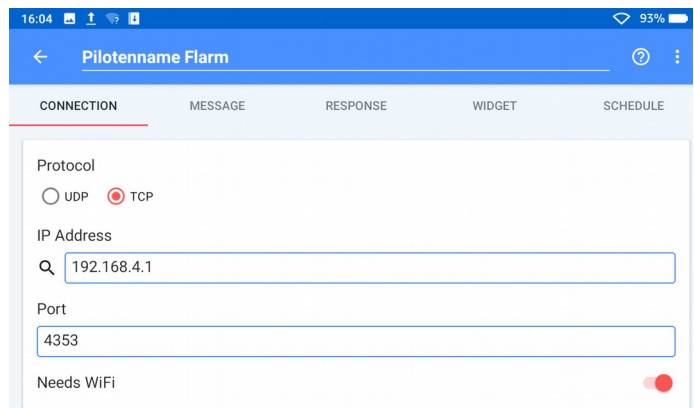 16:04 93%
Pilotenname Flarm
CONNECTION MESSAGE RESPONSE WIDGET SCHEDULE
Protocol
UDP TCP
IP Address
192.168.4.1
Port
4353
Needs WiFi